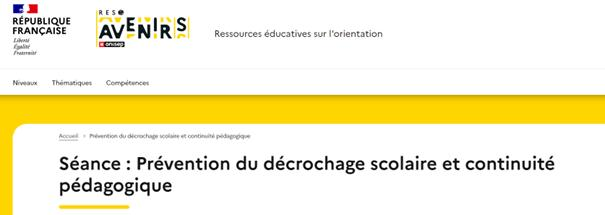 RÉPUBLIQUE
FRANÇAISE
Liberté
Égalité
Fraternité
RESO
AVENIRS
onisep
Ressources éducatives sur l'orientation
Niveaux Thématiques Compétences
Accueil > Prévention du décrochage scolaire et continuité pédagogique
Séance : Prévention du décrochage scolaire et continuité
pédagogique